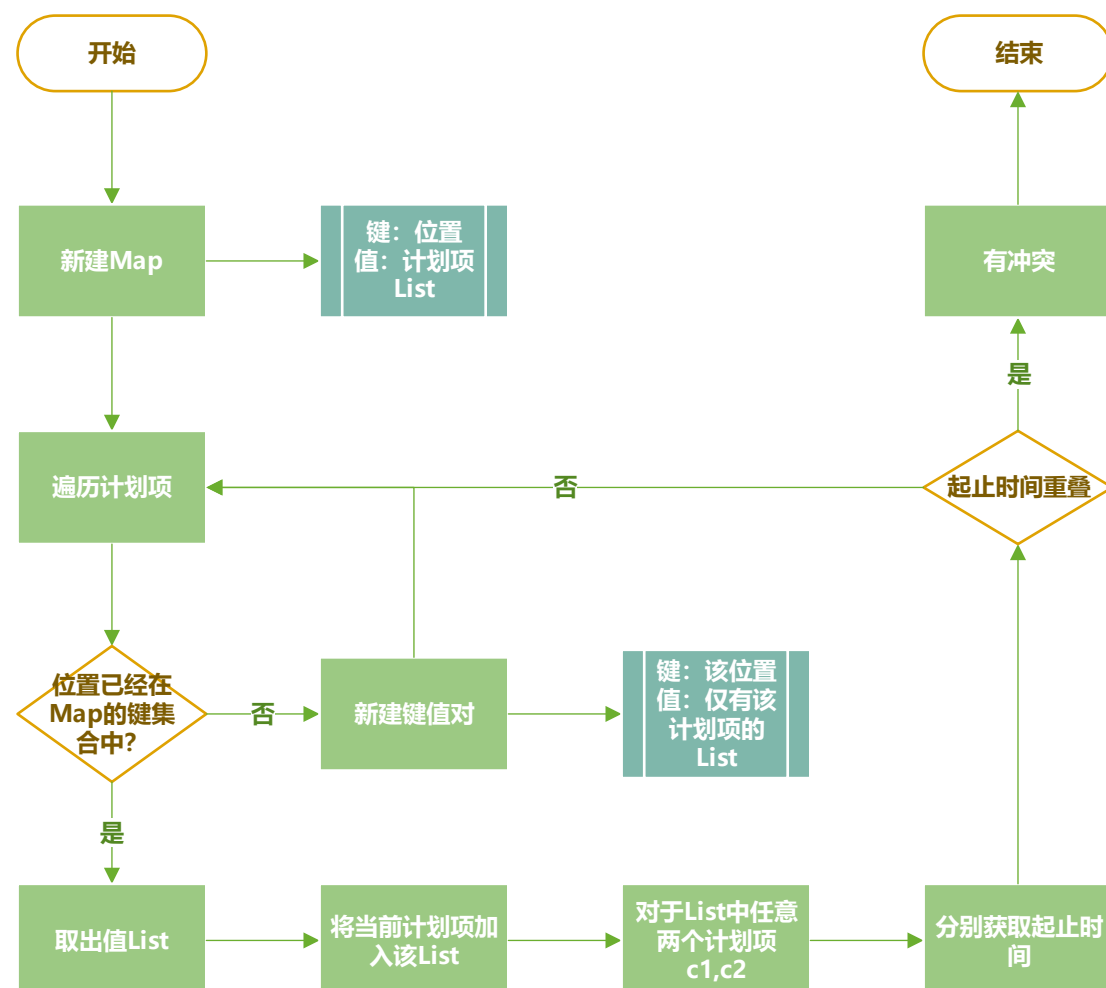 开始
结束
新建Map
键：位置
值：计划项
List
有冲突
是
遍历计划项
否
起止时间重叠
位置已经在
Map的键集
合中？
否
新建键值对
键：该位置
值：仅有该
计划项的
List
是
取出值List
将当前计划项加
入该List
对于List中任意
两个计划项
c1,c2
分别获取起止时
间